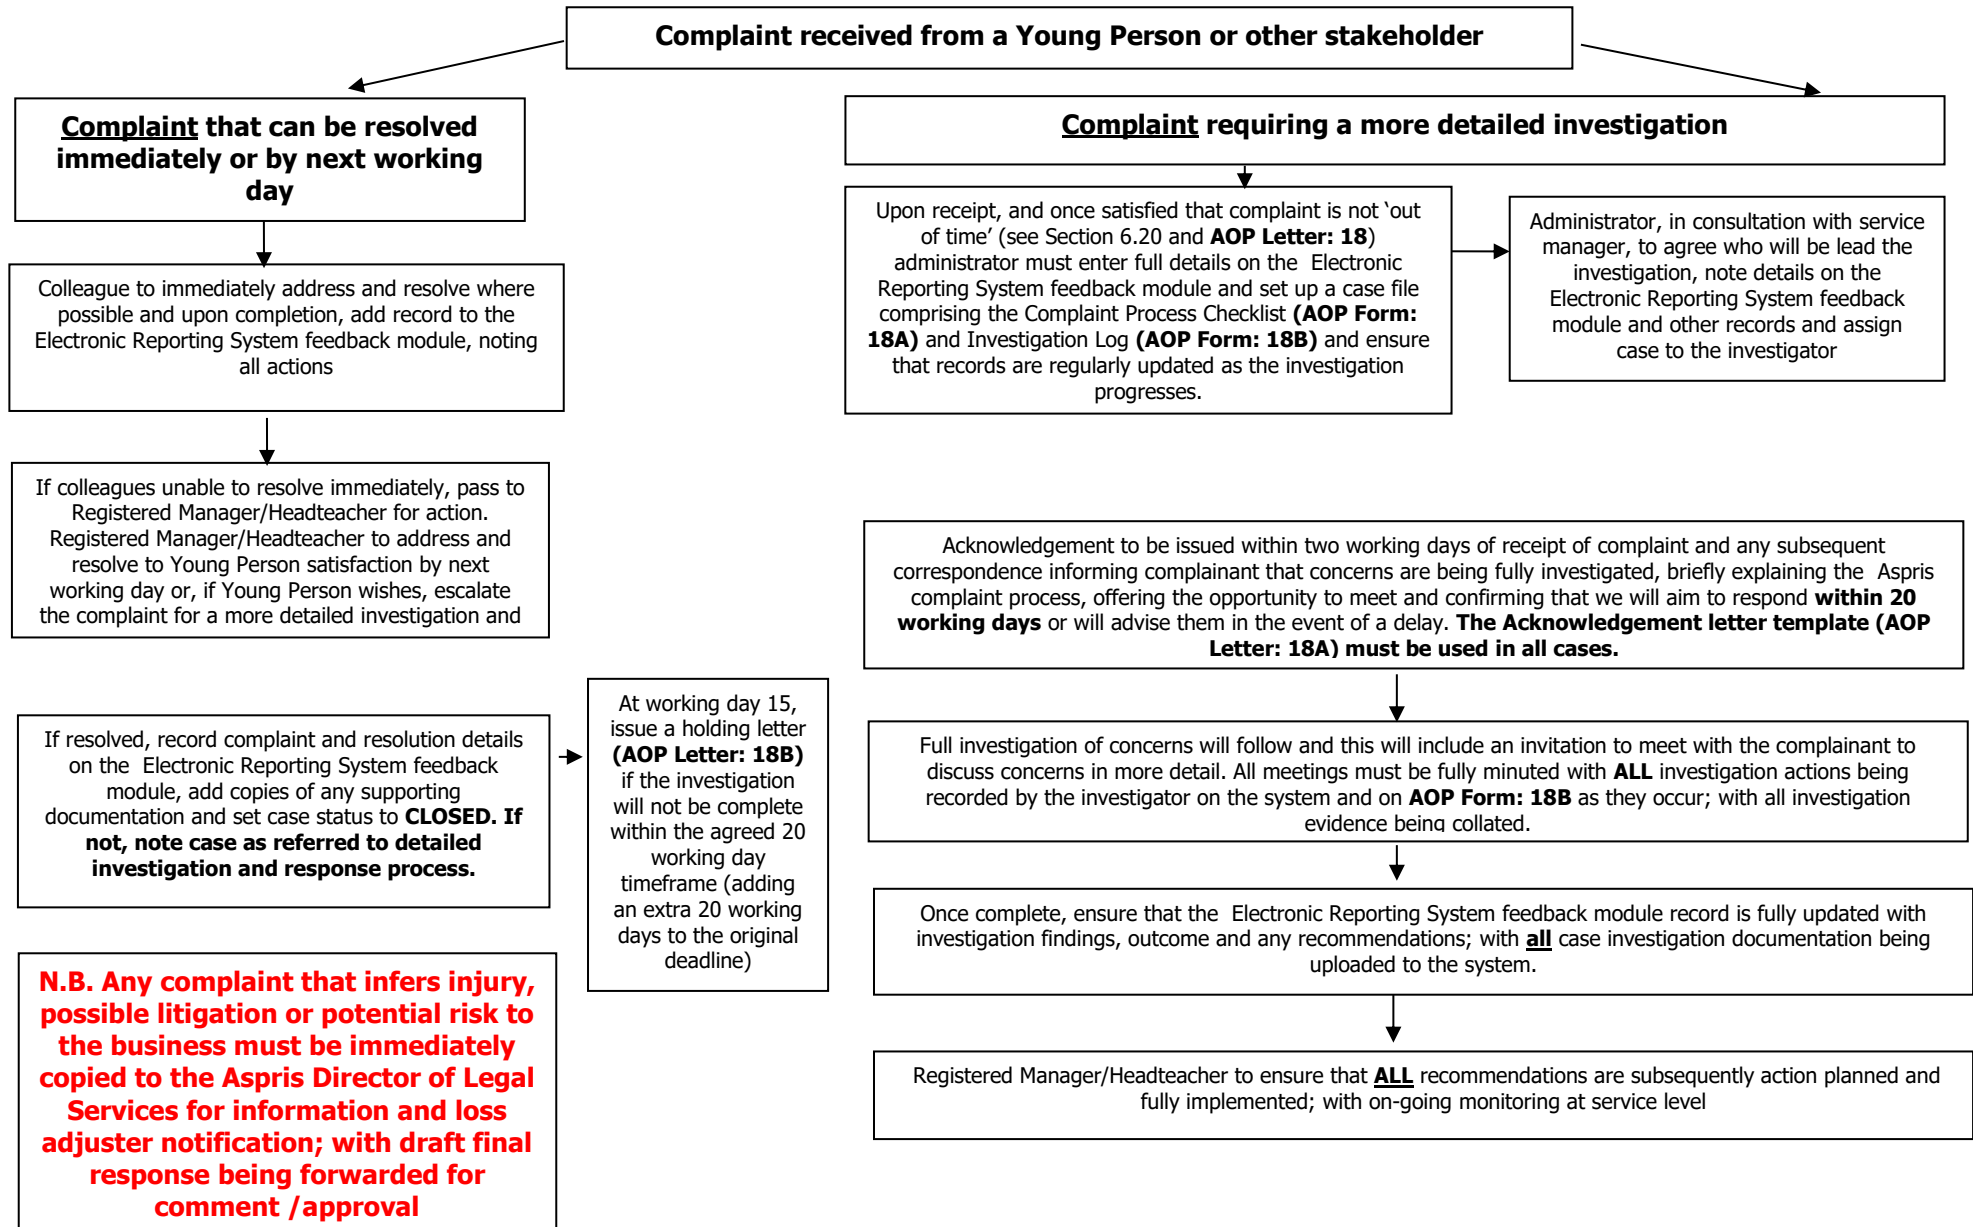 Complaint received from a Young Person or other stakeholder
Complaint that can be resolved
immediately or by next working
day
Colleague to immediately address and resolve where
possible and upon completion, add record to the
Electronic Reporting System feedback module, noting
all actions
If colleagues unable to resolve immediately, pass to
Registered Manager/Headteacher for action.
Registered Manager/Headteacher to address and
resolve to Young Person satisfaction by next
working day or, if Young Person wishes, escalate
the complaint for a more detailed investigation and
If resolved, record complaint and resolution details
on the Electronic Reporting System feedback
module, add copies of any supporting
documentation and set case status to CLOSED. If
not, note case as referred to detailed
investigation and response process.
N.B. Any complaint that infers injury,
possible litigation or potential risk to
the business must be immediately
copied to the Aspris Director of Legal
Services for information and loss
adjuster notification; with draft final
response being forwarded for
comment /approval
At working day 15,
issue a holding letter
(AOP Letter: 18B)
if the investigation
will not be complete
within the agreed 20
working day
timeframe (adding
an extra 20 working
days to the original
deadline)
Complaint requiring a more detailed investigation
Upon receipt, and once satisfied that complaint is not ‘out
of time’ (see Section 6.20 and AOP Letter: 18)
administrator must enter full details on the Electronic
Reporting System feedback module and set up a case file
comprising the Complaint Process Checklist (AOP Form:
18A) and Investigation Log (AOP Form: 18B) and ensure
that records are regularly updated as the investigation
progresses.
Administrator, in consultation with service
manager, to agree who will be lead the
investigation, note details on the
Electronic Reporting System feedback
module and other records and assign
case to the investigator
Acknowledgement to be issued within two working days of receipt of complaint and any subsequent
correspondence informing complainant that concerns are being fully investigated, briefly explaining the Aspris
complaint process, offering the opportunity to meet and confirming that we will aim to respond within 20
working days or will advise them in the event of a delay. The Acknowledgement letter template (AOP
Letter: 18A) must be used in all cases.
Full investigation of concerns will follow and this will include an invitation to meet with the complainant to
discuss concerns in more detail. All meetings must be fully minuted with ALL investigation actions being
recorded by the investigator on the system and on AOP Form: 18B as they occur; with all investigation
evidence being collated.
Once complete, ensure that the Electronic Reporting System feedback module record is fully updated with
investigation findings, outcome and any recommendations; with all case investigation documentation being
uploaded to the system.
Registered Manager/Headteacher to ensure that ALL recommendations are subsequently action planned and
fully implemented; with on-going monitoring at service level